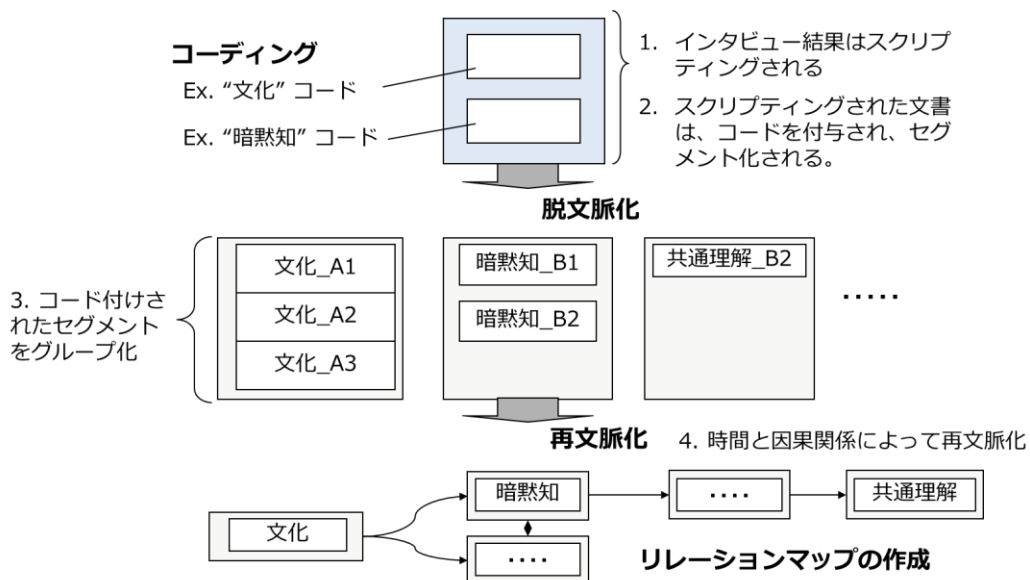 コーディング
Ex. “文化” コード
Ex. “暗黙知” コード
1. インタビュー結果はスクリプ
ティングされる
2. スクリプティングされた文書
は、コードを付与され、セグ
メント化される。
脱文脈化
3. コード付けさ
れたセグメント
をグループ化
文化_A1
文化_A2
文化_A3
暗黙知_B1
暗黙知_B2
共通理解_B2
‥‥‥
再文脈化
4. 時間と因果関係によって再文脈化
文化
暗黙知
‥‥
共通理解
‥‥
リレーションマップの作成